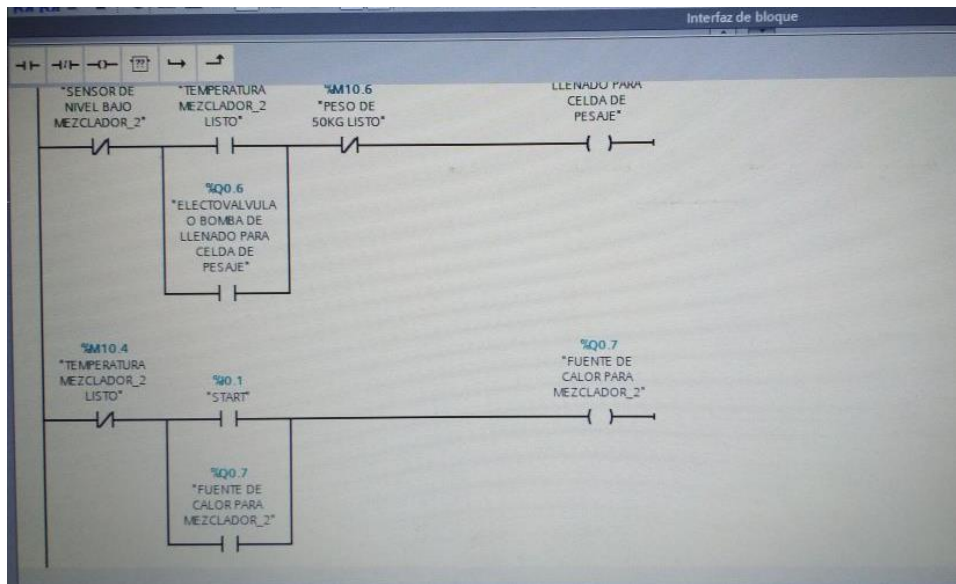 Interfaz de bloque
"SENSOR DE
NIVEL BAJO
MEZCLADOR_2"
"TEMPERATURA
MEZCLADOR_2
LISTO"
%M10.6
"PESO DE
50KG LISTO"
LLENADO PARA
CELDA DE
PESAJE"
%Q0.6
"ELECTOVALVULA
O BOMBA DE
LLENADO PARA
CELDA DE
PESAJE"
%M10.4
"TEMPERATURA
MEZCLADOR_2
LISTO"
%I0.1
"START"
%Q0.7
"FUENTE DE
CALOR PARA
MEZCLADOR_2"
%Q0.7
"FUENTE DE
CALOR PARA
MEZCLADOR_2"